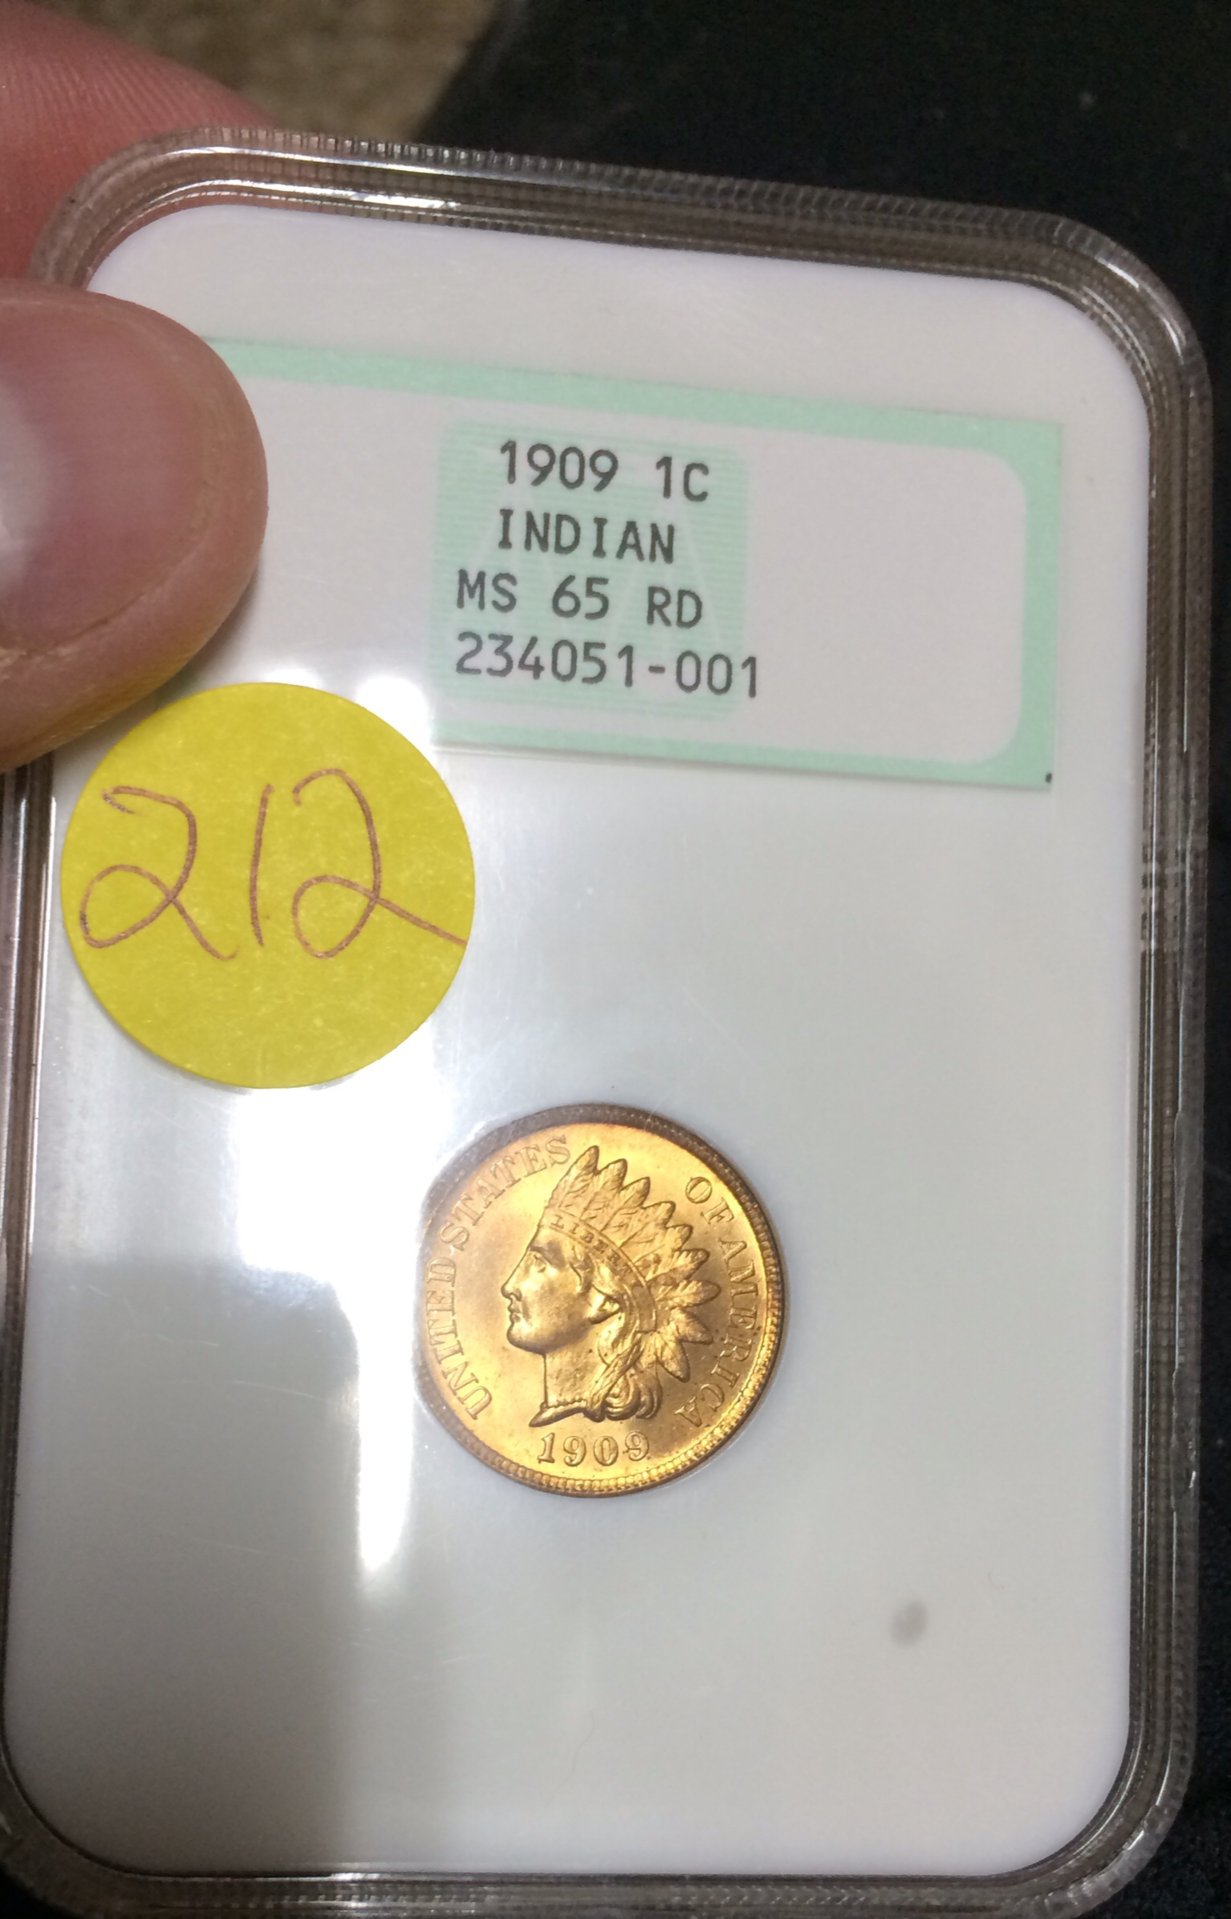 1909 1C
INDIAN
MS 65 RD
234051-001
212
UNITED STATES OF AMERICA
LIBERTY
1909